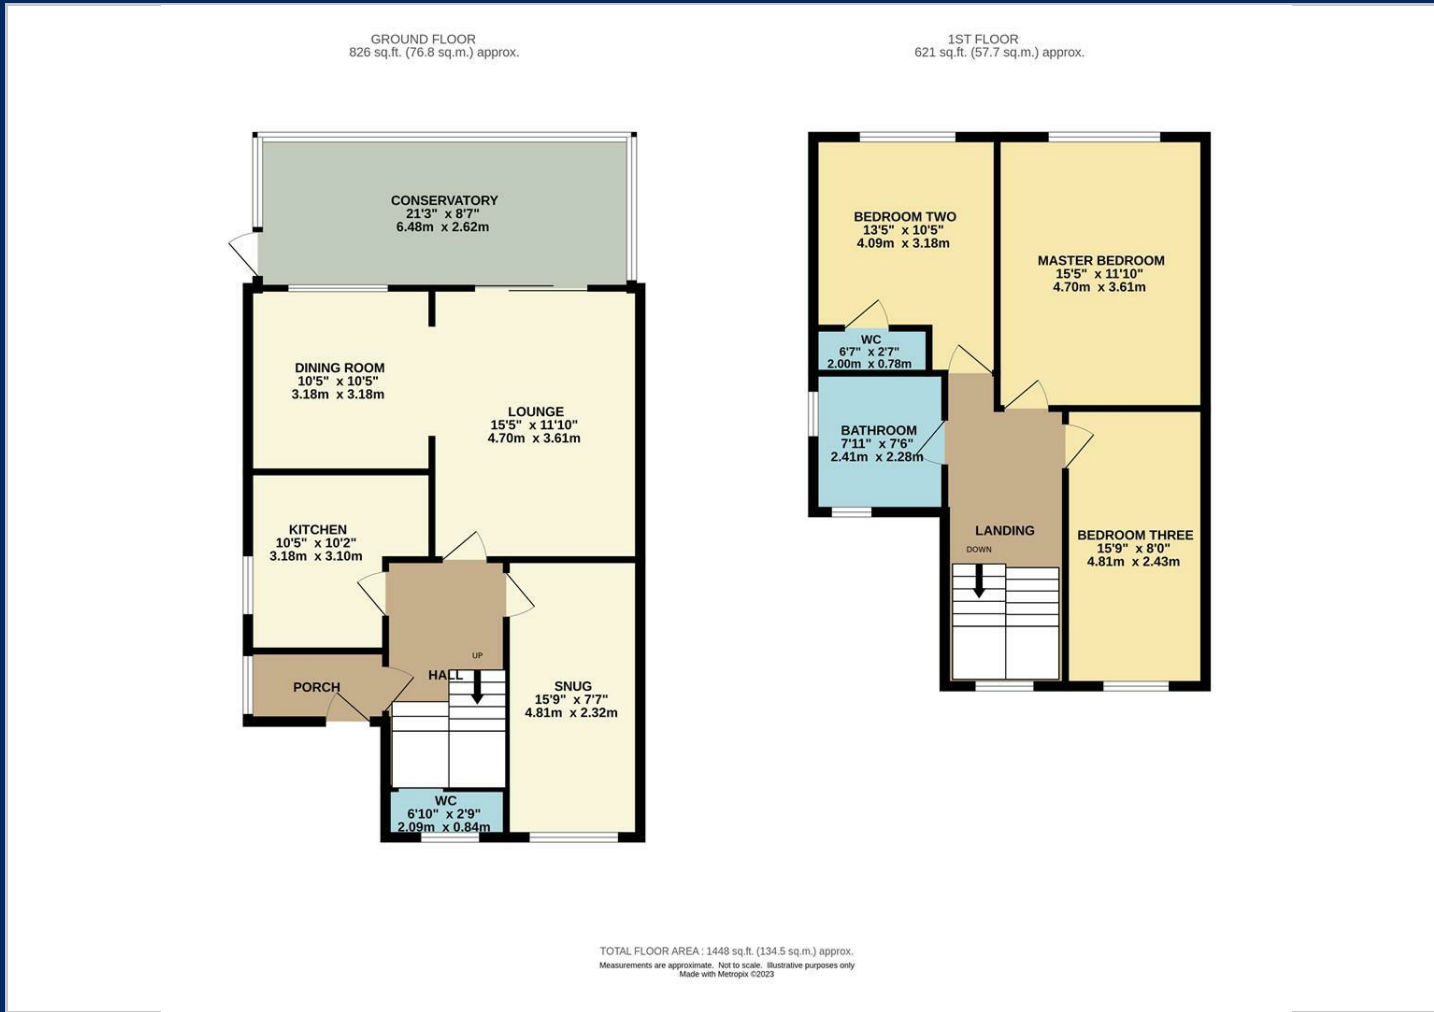 GROUND FLOOR
826 sq.ft. (76.8 sq.m.) approx.
1ST FLOOR
621 sq.ft. (57.7 sq.m.) approx.
CONSERVATORY
21'3" x 8'7"
6.48m x 2.62m
DINING ROOM
10'5" x 10'5"
3.18m x 3.18m
LOUNGE
15'5" x 11'10"
4.70m x 3.61m
KITCHEN
10'5" x 10'2"
3.18m x 3.10m
UP
HALL
PORCH
SNUG
15'9" x 7'7"
4.81m x 2.32m
WC
6'10" x 2'9"
2.09m x 0.84m
BEDROOM TWO
13'5" x 10'5"
4.09m x 3.18m
MASTER BEDROOM
15'5" x 11'10"
4.70m x 3.61m
WC
6'7" x 2'7"
2.00m x 0.78m
BATHROOM
7'11" x 7'6"
2.41m x 2.28m
LANDING
DOWN
BEDROOM THREE
15'9" x 8'0"
4.81m x 2.43m
TOTAL FLOOR AREA : 1448 sq.ft. (134.5 sq.m.) approx.
Measurements are approximate. Not to scale. Illustrative purposes only
Made with Metropix ©2023